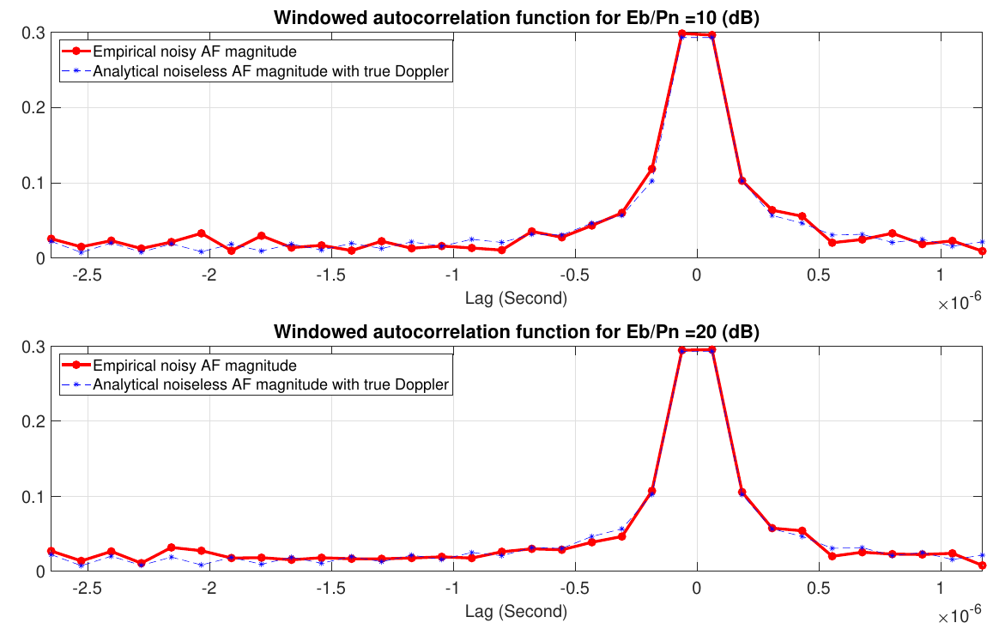 Windowed autocorrelation function for Eb/Pn =10 (dB)
Empirical noisy AF magnitude
Analytical noiseless AF magnitude with true Doppler
0.3
0.2
0.1
0
-2.5 -2 -1.5 -1 -0.5 0 0.5 1
Lag (Second)
×10^-6
Windowed autocorrelation function for Eb/Pn =20 (dB)
Empirical noisy AF magnitude
Analytical noiseless AF magnitude with true Doppler
0.3
0.2
0.1
0
-2.5 -2 -1.5 -1 -0.5 0 0.5 1
Lag (Second)
×10^-6